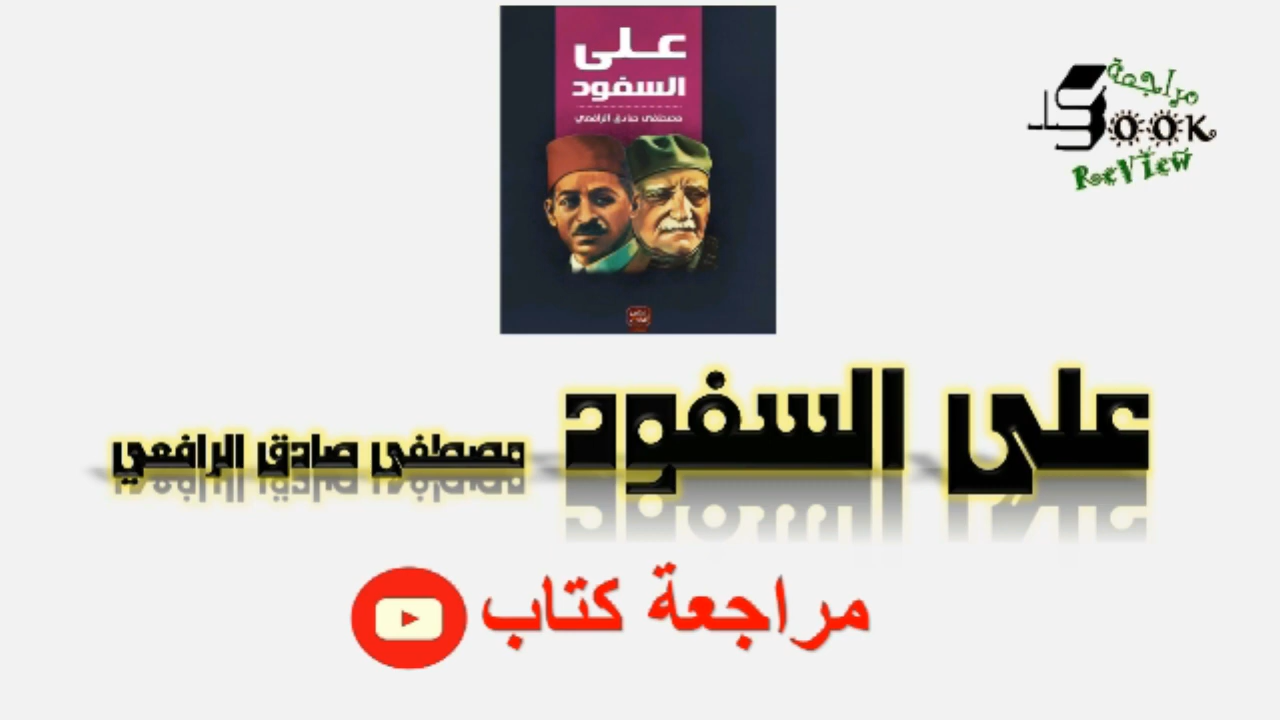 على
السفود
مصطفى صادق الرافعي
مراجعة
Book
ReVieW
على السفود مصطفى صادق الرافعي
مراجعة كتاب